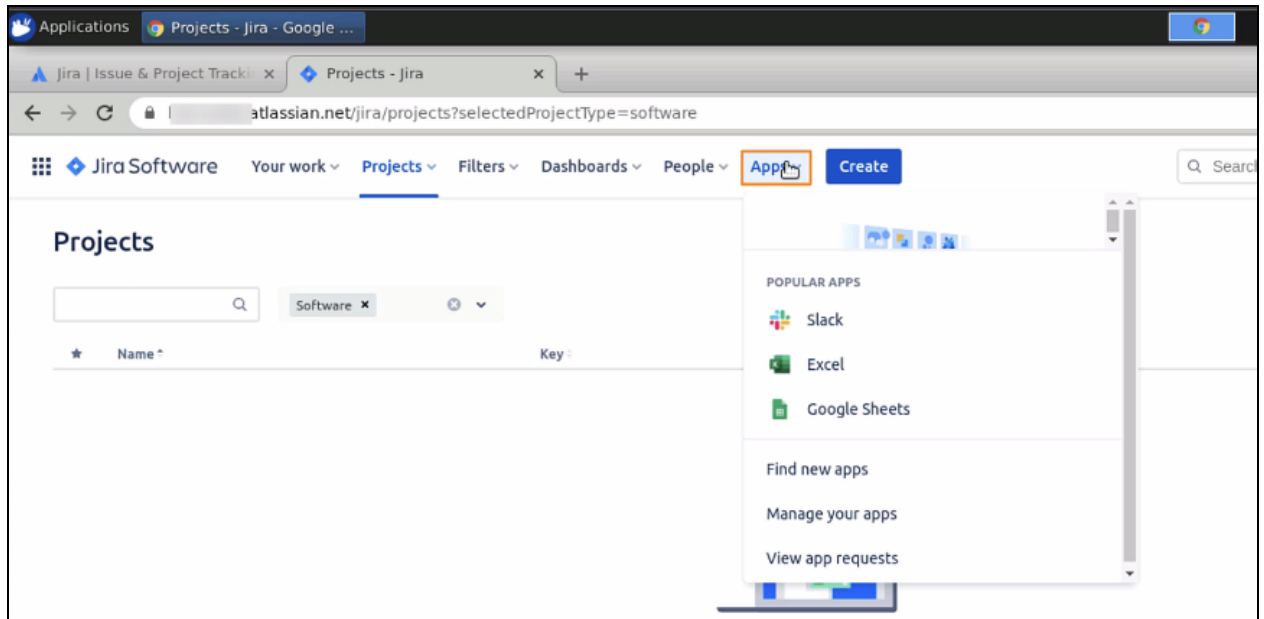 Applications Projects - Jira - Google ...
Jira | Issue & Project Tracki Projects - Jira
atlassian.net/jira/projects?selectedProjectType=software
Jira Software Your work Projects Filters Dashboards People Apps Create Search
Projects
Software
Name Key
POPULAR APPS
Slack
Excel
Google Sheets
Find new apps
Manage your apps
View app requests